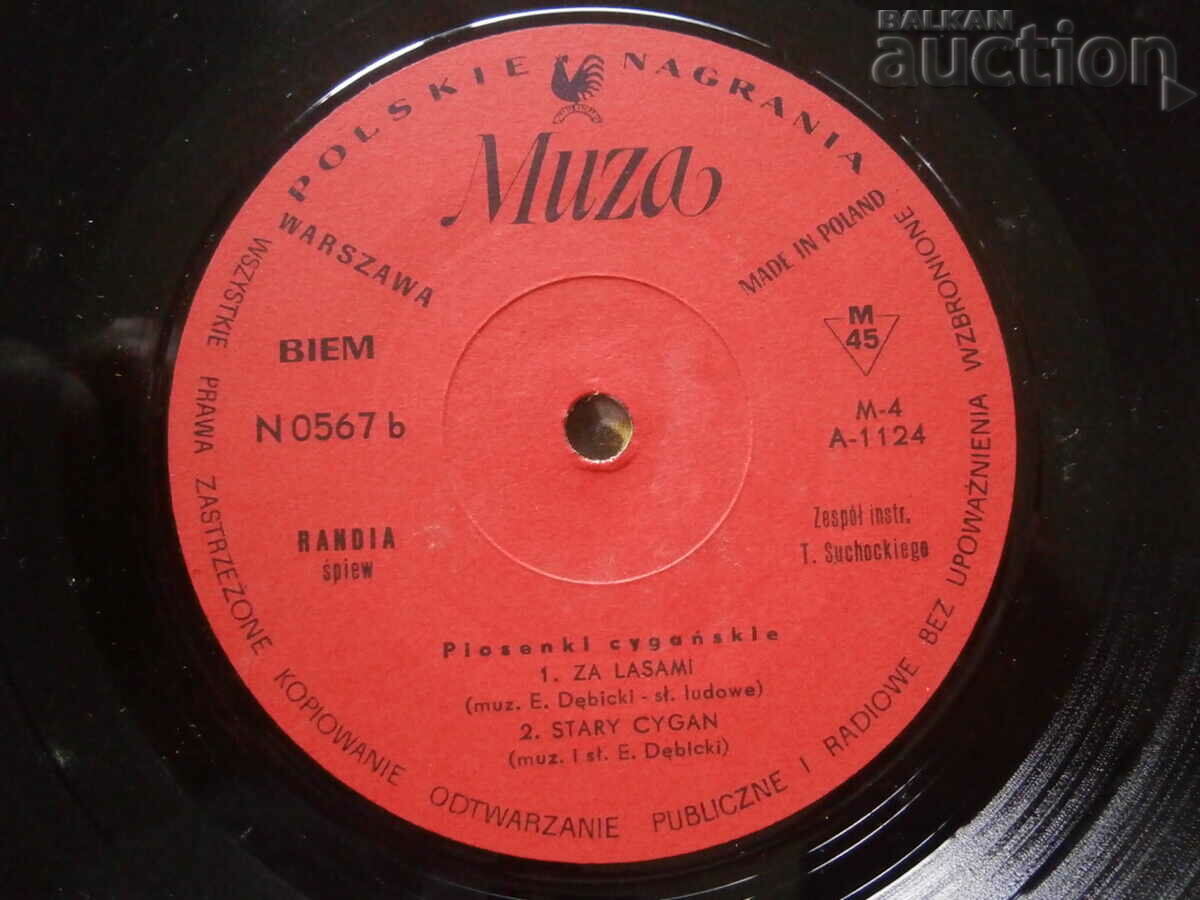 BALKAN
auction
POLSKIE NAGRANIA
Muza
WARSZAWA
MADE IN POLAND
BIEM
N 0567 b
M
45
M-4
A-1124
RANDIA
śpiew
Zespół instr.
T. Suchockiego
Piosenki cygańskie
1. ZA LASAMI
(muz. E. Dębicki - sł. ludowe)
2. STARY CYGAN
(muz. i sł. E. Dębicki)
WSZYSTKIE PRAWA ZASTRZEŻONE KOPIOWANIE ODTWARZANIE PUBLICZNE I RADIOWE BEZ UPOWAŻNIENIA WZBRONIONE